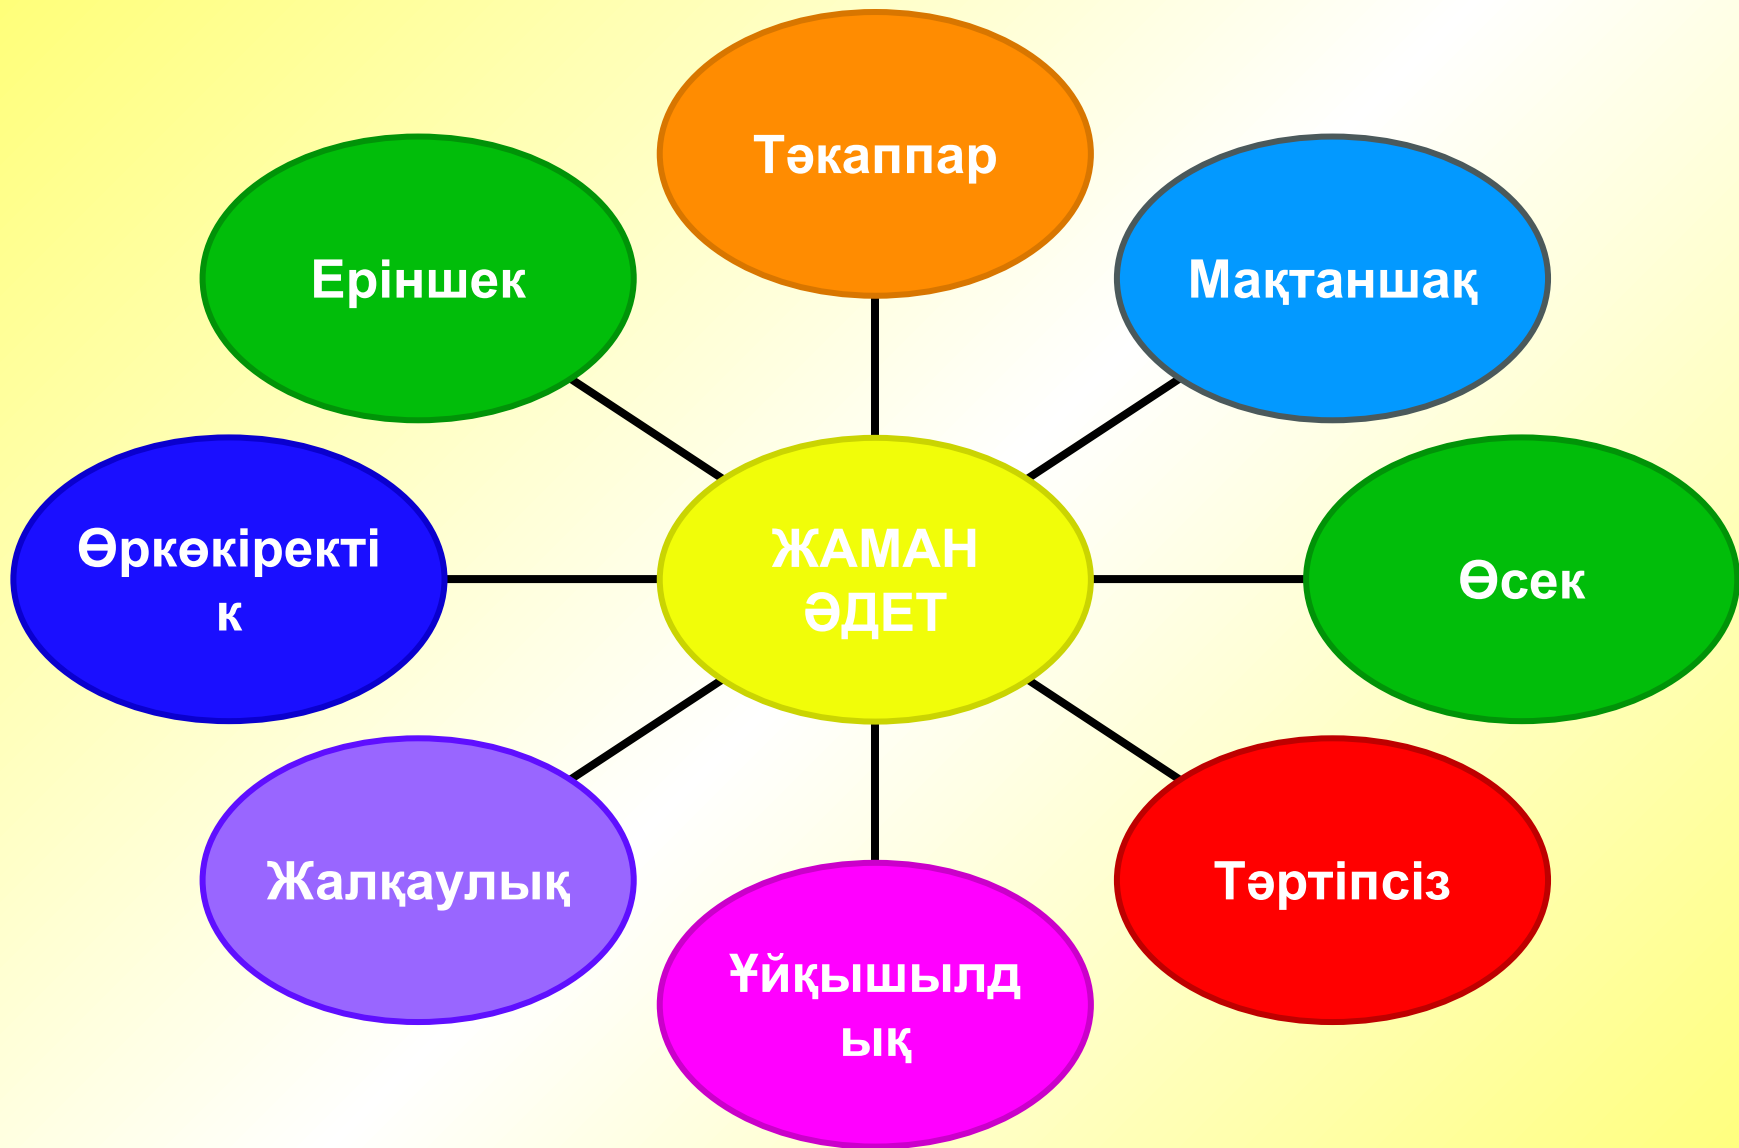 Тәкаппар
Еріншек
Мақтаншақ
Өркөкіректі
к
ЖАМАН
ӘДЕТ
Өсек
Жалқаулық
Тәртіпсіз
Ұйқышылд
ық